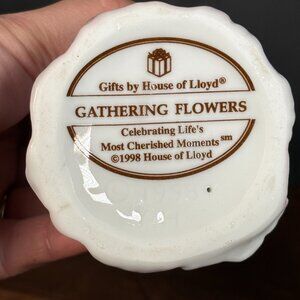 Gifts by House of Lloyd®
GATHERING FLOWERS
Celebrating Life's
Most Cherished Moments℠
©1998 House of Lloyd